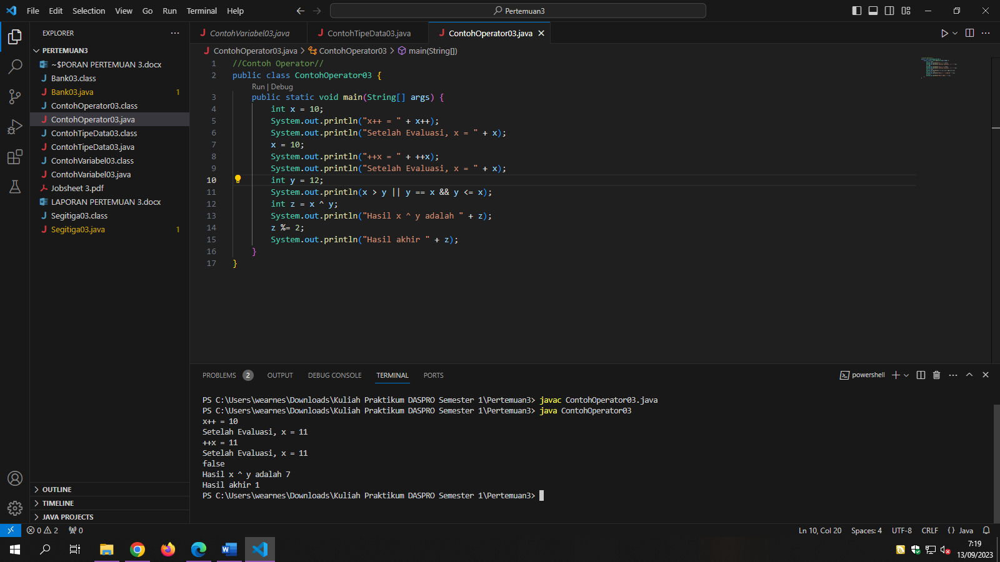 File Edit Selection View Go Run Terminal Help
Pertemuan3
EXPLORER
PERTEMUAN3
~$PORAN PERTEMUAN 3.docx
Bank03.class
Bank03.java 1
ContohOperator03.class
ContohOperator03.java
ContohTipeData03.class
ContohTipeData03.java
ContohVariabel03.class
ContohVariabel03.java
Jobsheet 3.pdf
LAPORAN PERTEMUAN 3.docx
Segitiga03.class
Segitiga03.java 1
OUTLINE
TIMELINE
JAVA PROJECTS
ContohVariabel03.java ContohTipeData03.java ContohOperator03.java
ContohOperator03.java > ContohOperator03 > main(String[])
1 //Contoh Operator//
2 public class ContohOperator03 {
Run | Debug
3 public static void main(String[] args) {
4 int x = 10;
5 System.out.println("x++ = " + x++);
6 System.out.println("Setelah Evaluasi, x = " + x);
7 x = 10;
8 System.out.println("++x = " + ++x);
9 System.out.println("Setelah Evaluasi, x = " + x);
10 int y = 12;
11 System.out.println(x > y || y == x && y <= x);
12 int z = x ^ y;
13 System.out.println("Hasil x ^ y adalah " + z);
14 z %= 2;
15 System.out.println("Hasil akhir " + z);
16 }
17 }
PROBLEMS 2 OUTPUT DEBUG CONSOLE TERMINAL PORTS
powershell
PS C:\Users\wearnes\Downloads\Kuliah Praktikum DASPRO Semester 1\Pertemuan3> javac ContohOperator03.java
PS C:\Users\wearnes\Downloads\Kuliah Praktikum DASPRO Semester 1\Pertemuan3> java ContohOperator03
x++ = 10
Setelah Evaluasi, x = 11
++x = 11
Setelah Evaluasi, x = 11
false
Hasil x ^ y adalah 7
Hasil akhir 1
PS C:\Users\wearnes\Downloads\Kuliah Praktikum DASPRO Semester 1\Pertemuan3>
0 2 0 Ln 10, Col 20 Spaces: 4 UTF-8 CRLF {} Java
7:19
13/09/2023